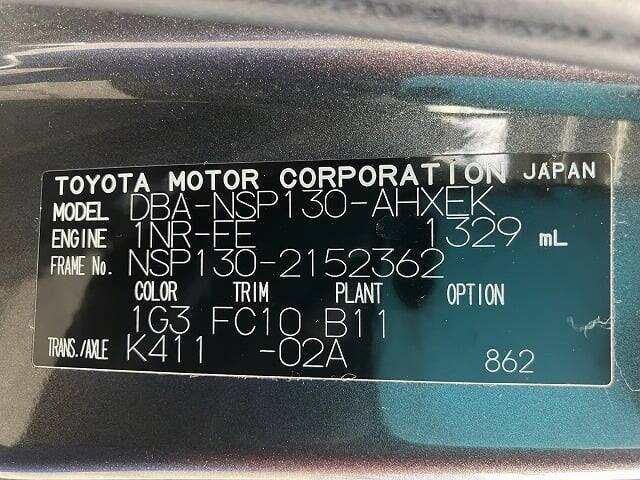 TOYOTA MOTOR CORPORATION JAPAN
MODEL DBA-NSP130-AHXEK
ENGINE 1NR-FE 1329 mL
FRAME No. NSP130-2152362
COLOR TRIM PLANT OPTION
1G3 FC10 B11
TRANS./AXLE K411 -02A 862